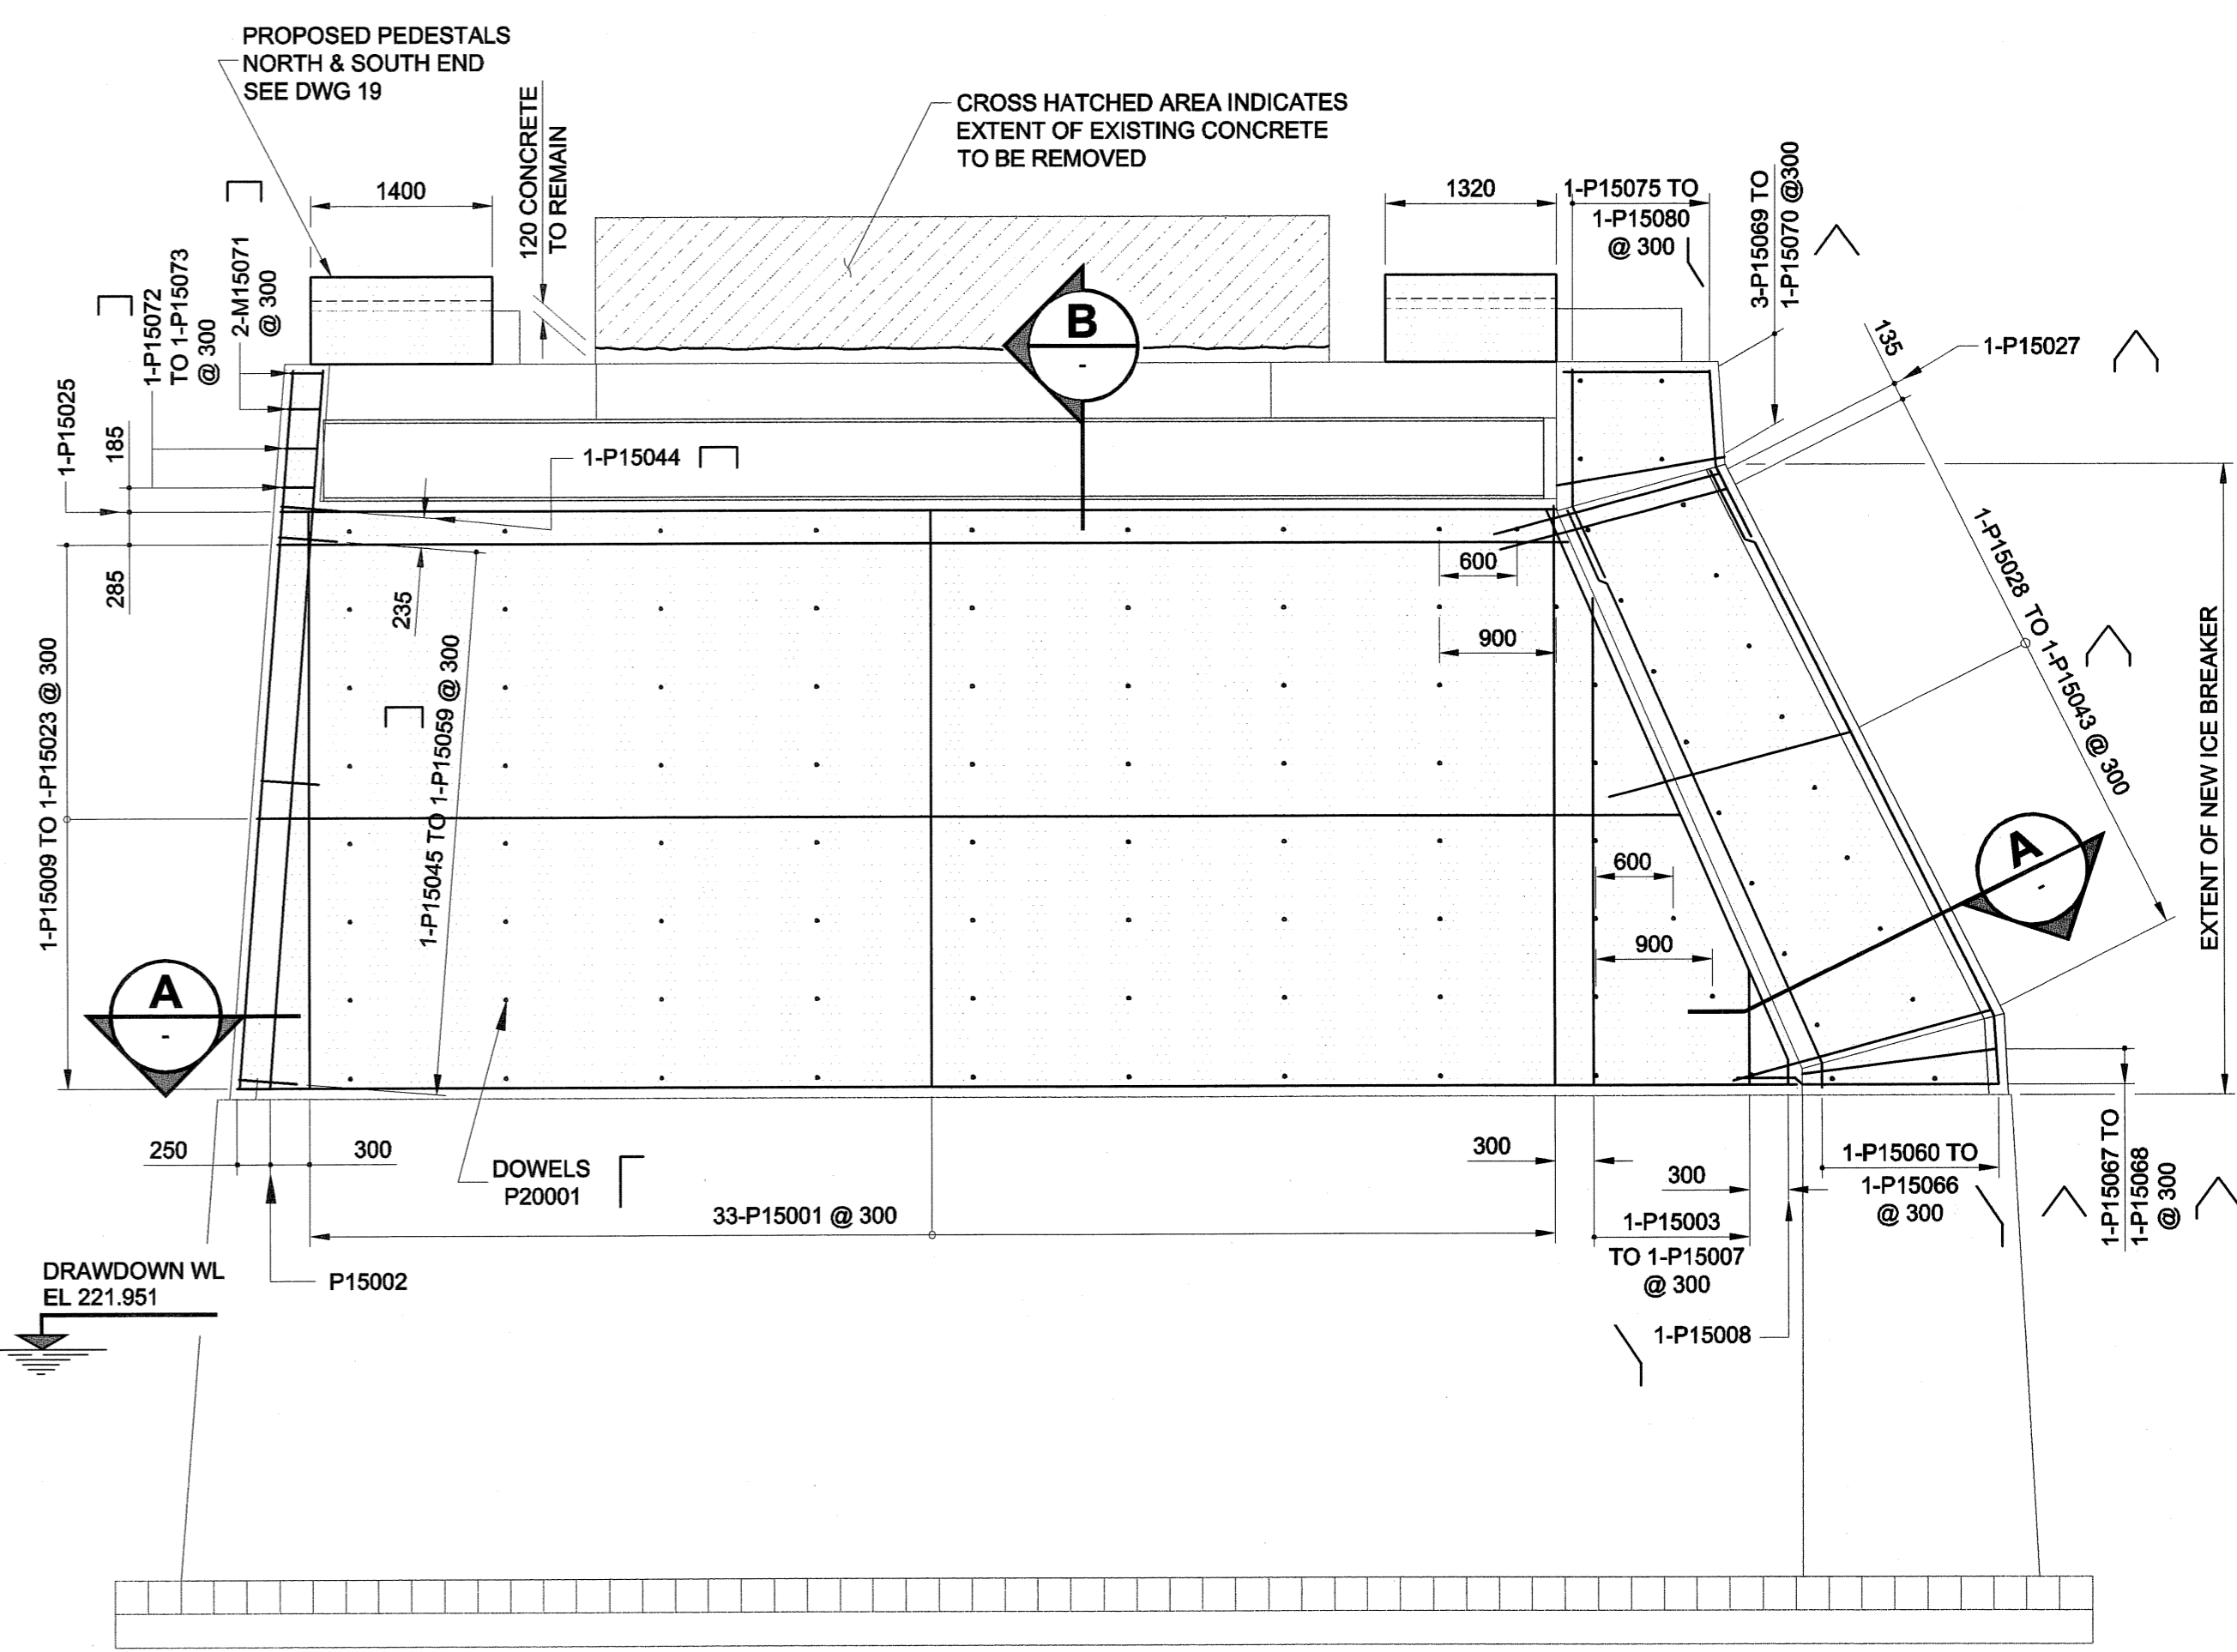 PROPOSED PEDESTALS
NORTH & SOUTH END
SEE DWG 19
120 CONCRETE
TO REMAIN
CROSS HATCHED AREA INDICATES
EXTENT OF EXISTING CONCRETE
TO BE REMOVED
1400
1320
1-P15075 TO
1-P15080
@ 300
3-P15069 TO
1-P15070 @300
135
1-P15027
2-M15071
@ 300
1-P15072
TO 1-P15073
@ 300
1-P15025
185
285
B
-
1-P15044
235
600
900
1-P15028 TO 1-P15043 @ 300
EXTENT OF NEW ICE BREAKER
1-P15009 TO 1-P15023 @ 300
1-P15045 TO 1-P15059 @ 300
600
900
A
-
A
-
250
300
DOWELS
P20001
33-P15001 @ 300
300
300
1-P15003
TO 1-P15007
@ 300
1-P15008
1-P15060 TO
1-P15066
@ 300
1-P15067 TO
1-P15068
@ 300
P15002
DRAWDOWN WL
EL 221.951